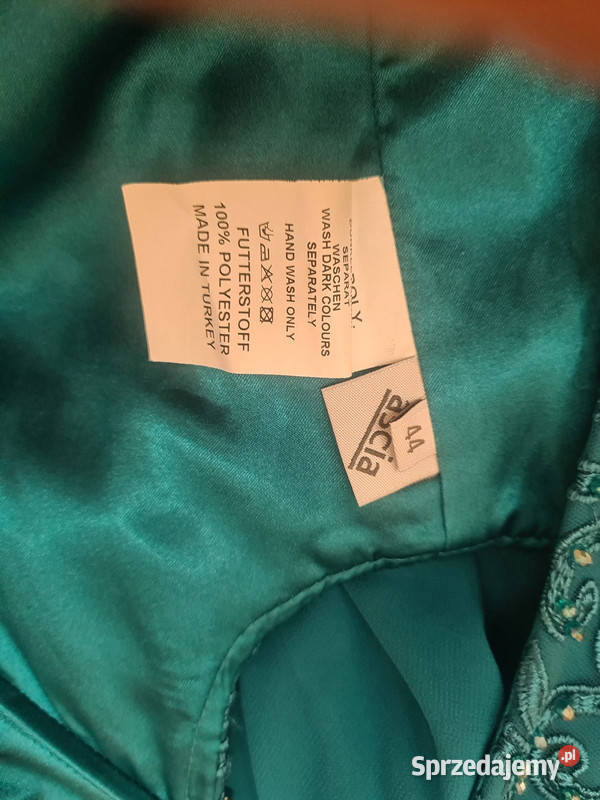 OLY.
SEPARAT
WASCHEN
WASH DARK COLOURS
SEPARATELY
HAND WASH ONLY
FUTTERSTOFF
100% POLYESTER
MADE IN TURKEY
ascia
44
Sprzedajemy.pl